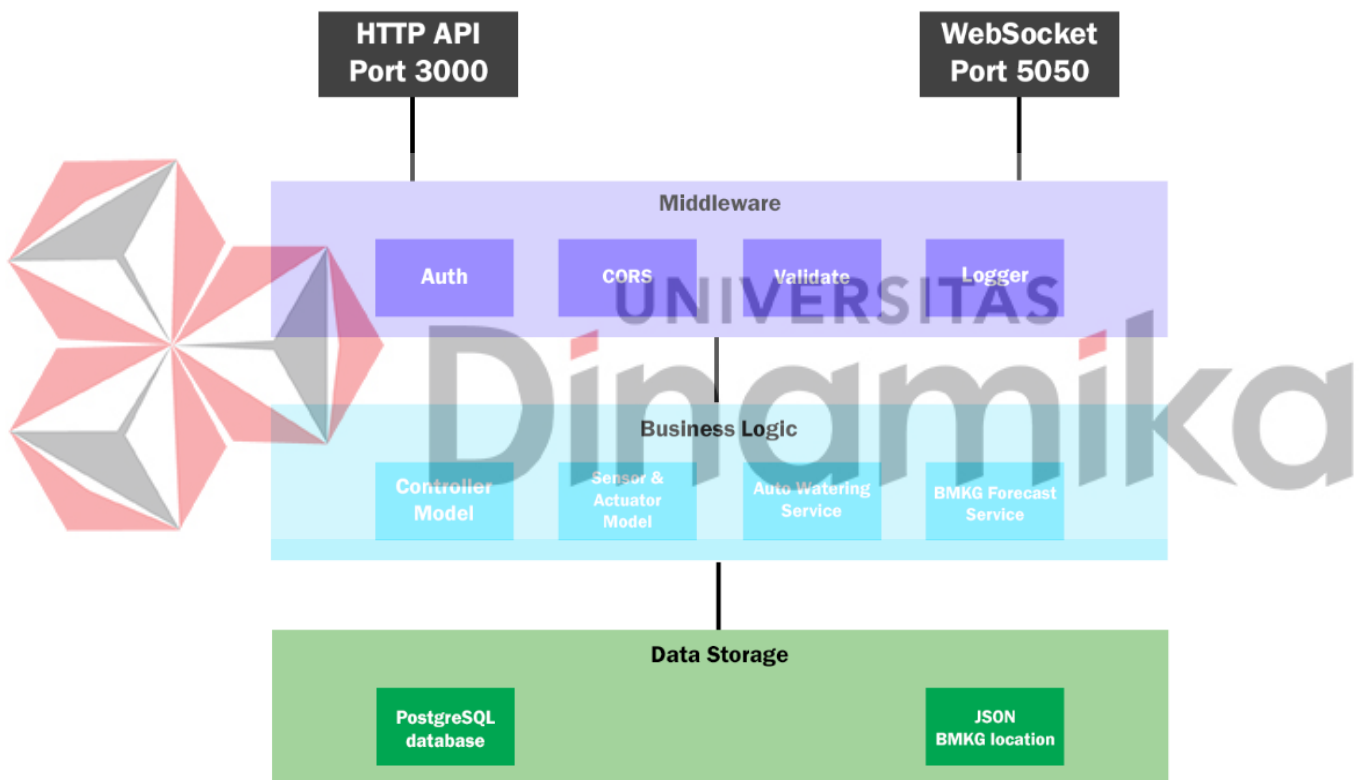 HTTP API
Port 3000
WebSocket
Port 5050
Middleware
Auth
CORS
Validate
Logger
UNIVERSITAS
Dinamika
Business Logic
Controller
Model
Sensor &
Actuator
Model
Auto Watering
Service
BMKG Forecast
Service
Data Storage
PostgreSQL
database
JSON
BMKG location